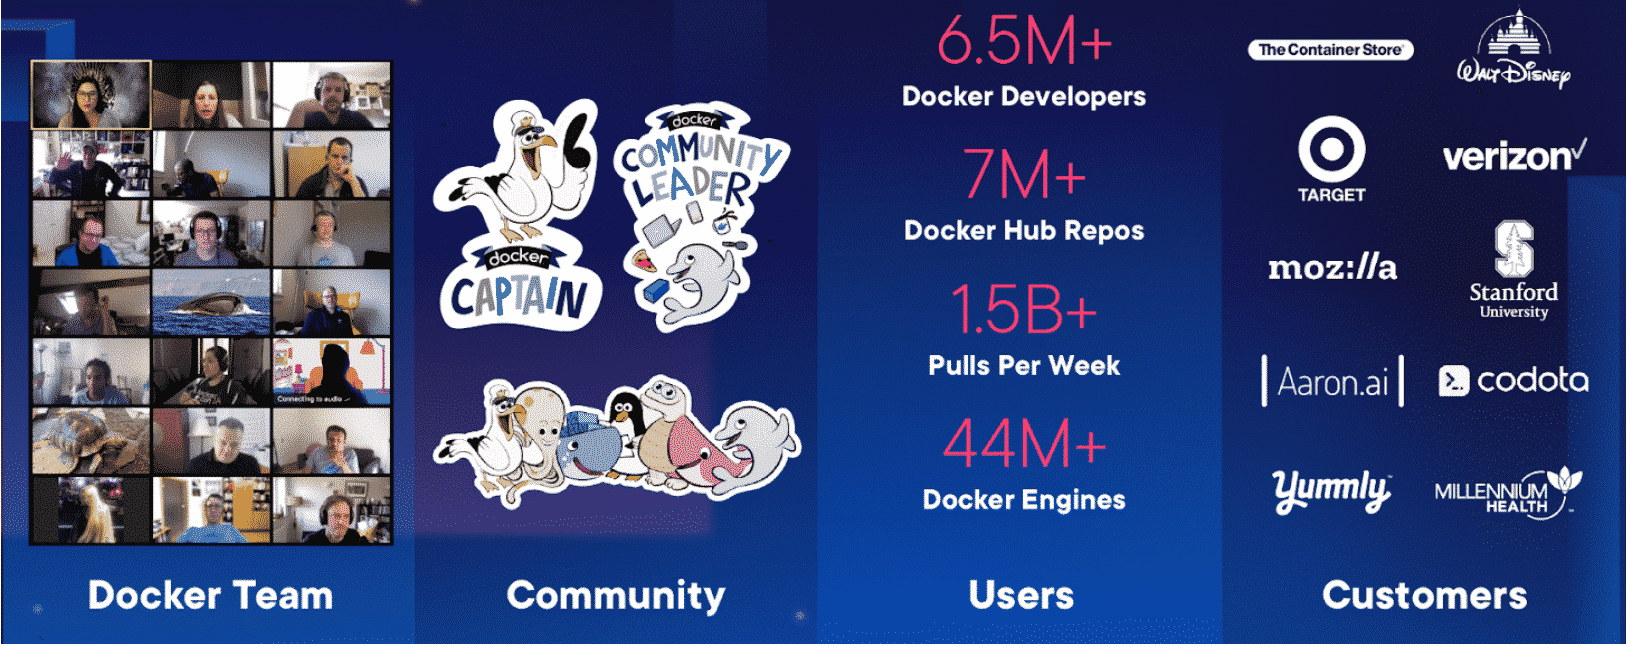 Connecting to audio
Docker Team
docker
CAPTAIN
docker
COMMUNITY
LEADER
Community
6.5M+
Docker Developers
7M+
Docker Hub Repos
1.5B+
Pulls Per Week
44M+
Docker Engines
Users
The Container Store
WALT DISNEY
TARGET
verizon✓
moz://a
S
Stanford
University
Aaron.ai
codota
Yummly™
MILLENNIUM
HEALTH™
Customers